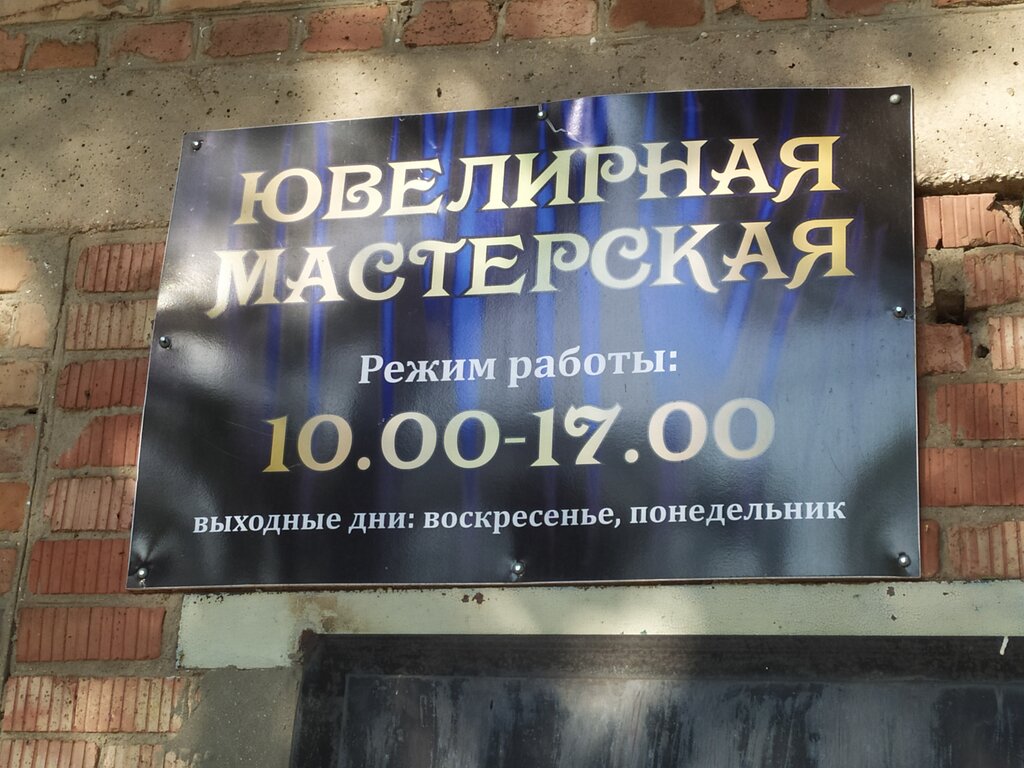 ЮВЕЛИРНАЯ
МАСТЕРСКАЯ
Режим работы:
10.00-17.00
выходные дни: воскресенье, понедельник